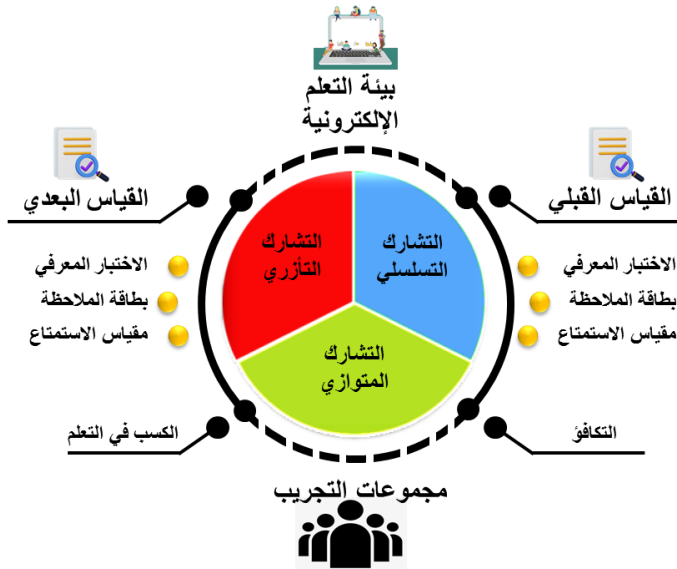 بيئة التعلم
الإلكترونية
القياس القبلي
الاختبار المعرفي
بطاقة الملاحظة
مقياس الاستمتاع
التكافؤ
القياس البعدي
الاختبار المعرفي
بطاقة الملاحظة
مقياس الاستمتاع
الكسب في التعلم
التشارك
التسلسلي
التشارك
التأزري
التشارك
المتوازي
مجموعات التجريب